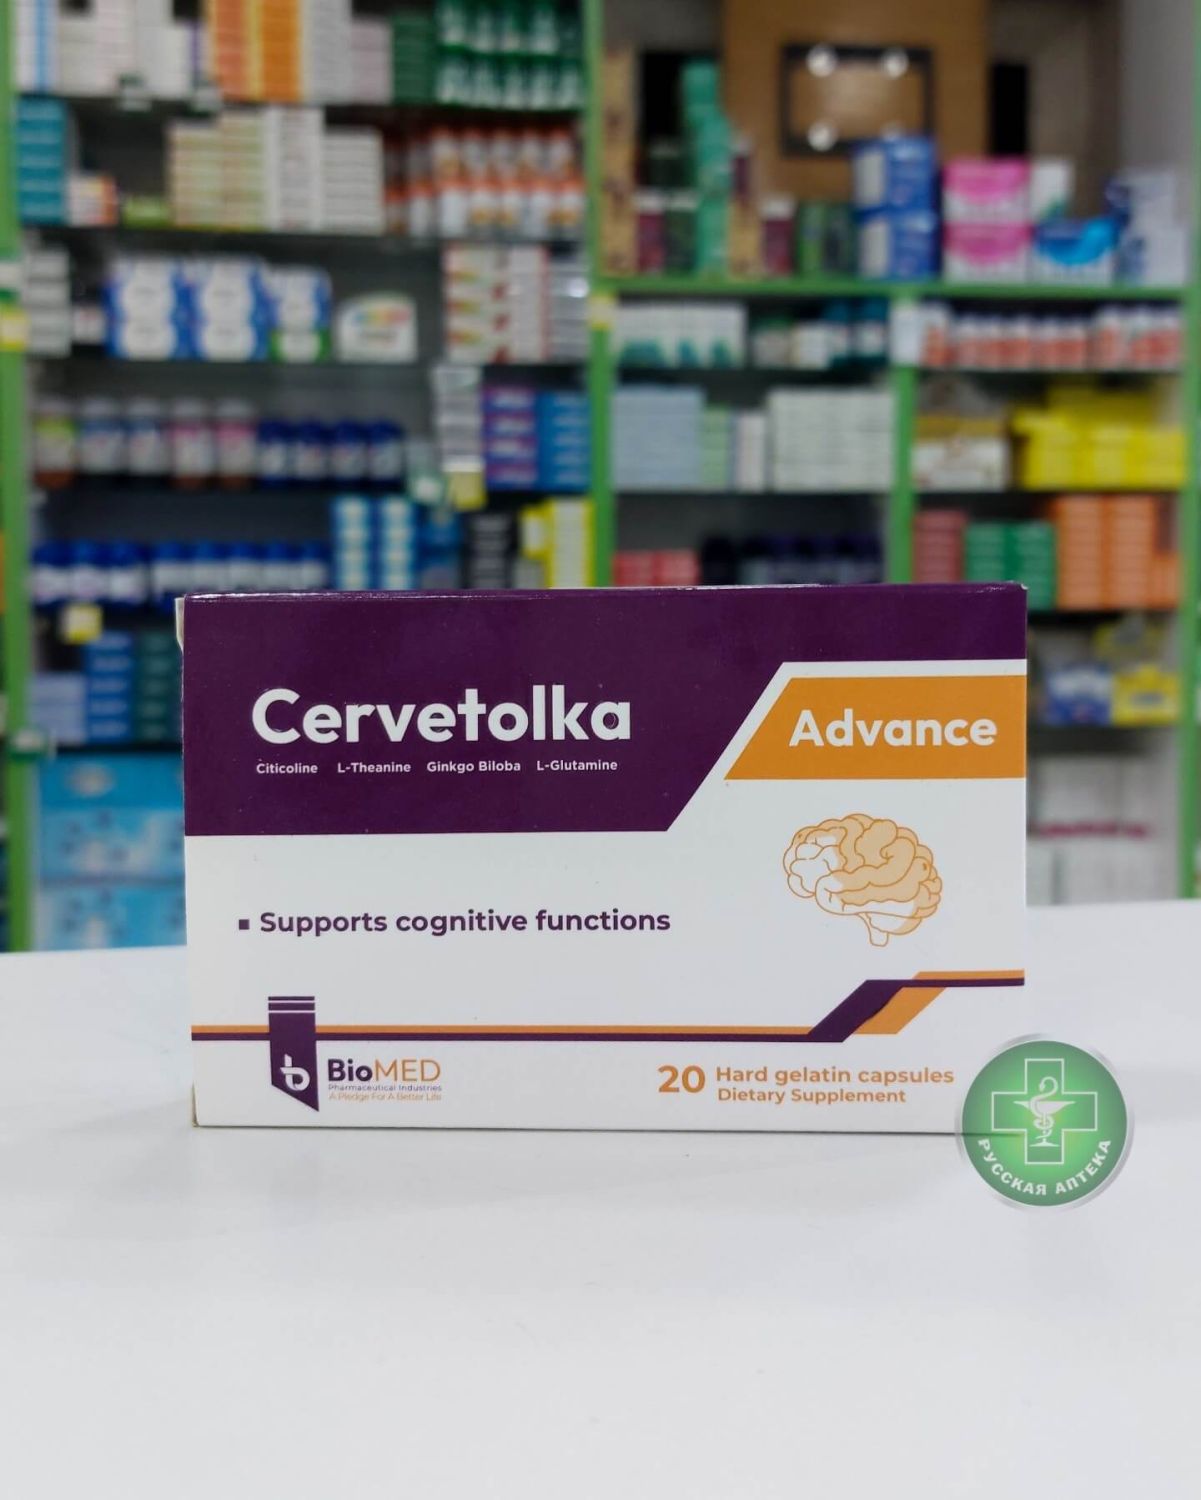 Cervetolka
Advance
Citicoline L-Theanine Ginkgo Biloba L-Glutamine
▪ Supports cognitive functions
BioMED
Pharmaceutical Industries
A Pledge For A Better Life
20 Hard gelatin capsules
Dietary Supplement
РУССКАЯ АПТЕКА